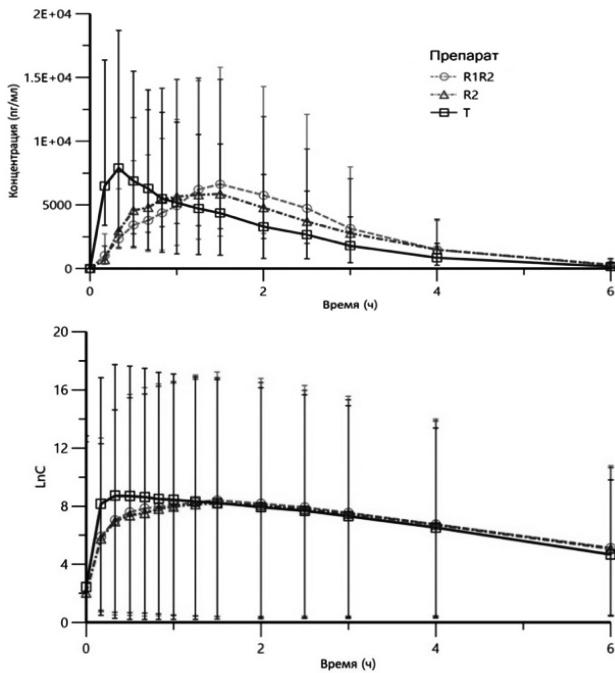 2E+04
1.5E+04
1E+04
5000
0
Концентрация (пг/мл)
Препарат
R1R2
R2
T
0
2
4
6
Время (ч)
20
16
12
8
4
0
LnC
0
2
4
6
Время (ч)